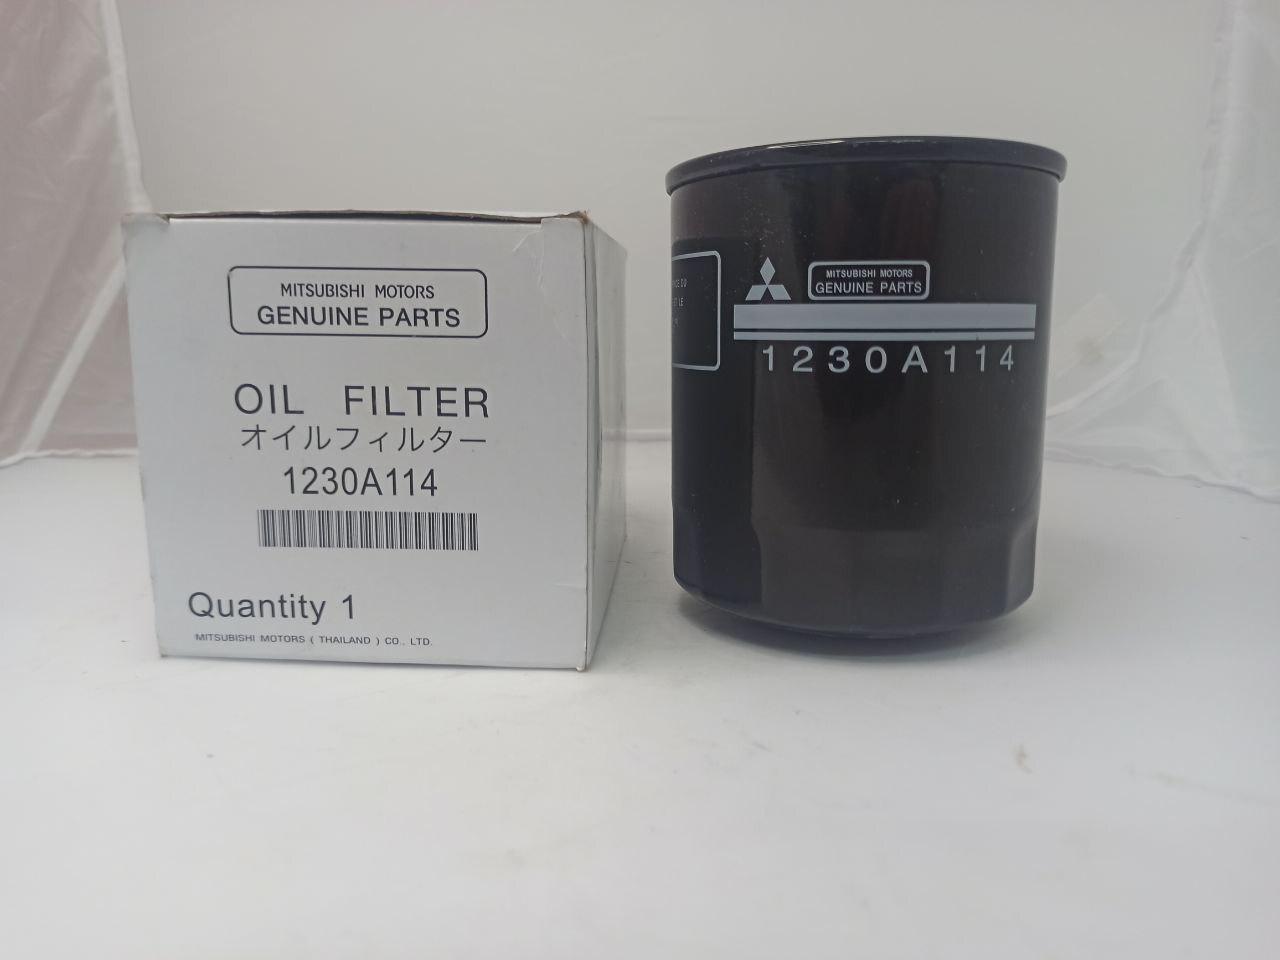 MITSUBISHI MOTORS
GENUINE PARTS
OIL FILTER
オイルフィルター
1230A114
Quantity 1
MITSUBISHI MOTORS ( THAILAND ) CO., LTD.
MITSUBISHI MOTORS
GENUINE PARTS
1230A114